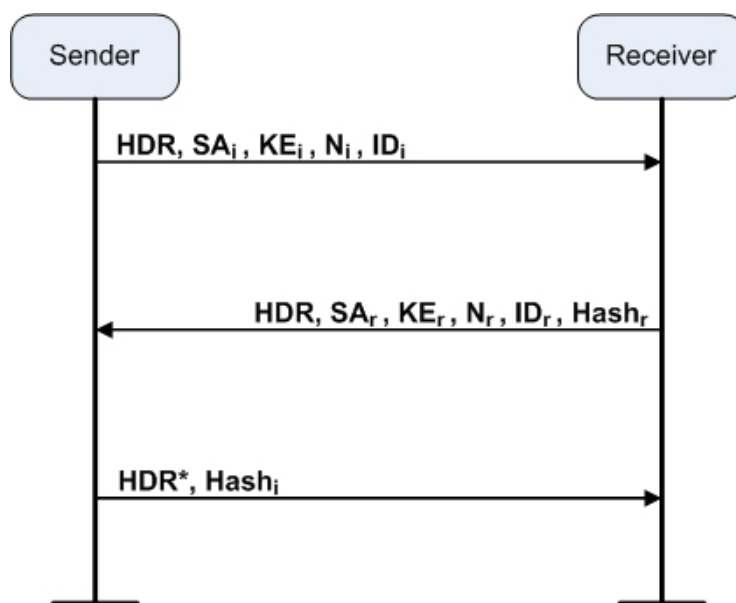 Sender
Receiver
HDR, SAi, KEi , Ni , IDi
HDR, SAr , KEr , Nr , IDr , Hashr
HDR*, Hashi